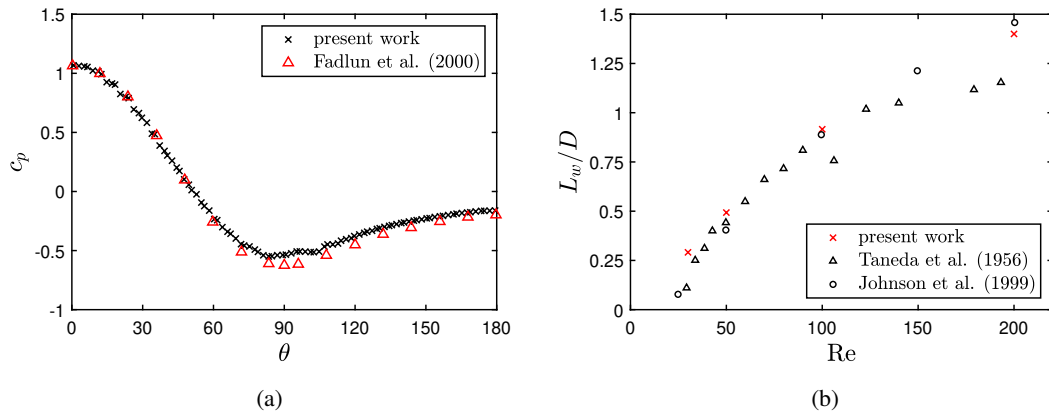 1.5
1
0.5
0
-0.5
-1
c_p
present work
Fadlun et al. (2000)
0 30 60 90 120 150 180
θ
(a)
1.5
1.25
1
0.75
0.5
0.25
0
L_w/D
present work
Taneda et al. (1956)
Johnson et al. (1999)
0 50 100 150 200
Re
(b)